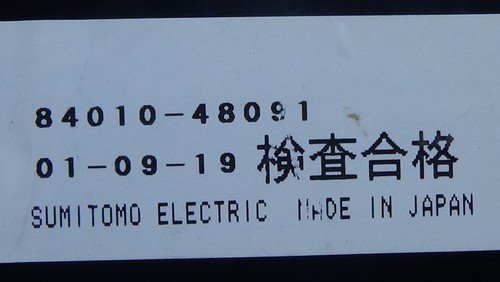 84010-48091
01-09-19 検査合格
SUMITOMO ELECTRIC MADE IN JAPAN